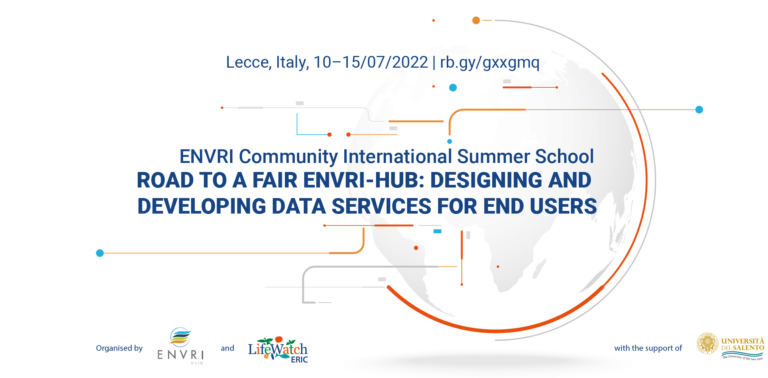 Lecce, Italy, 10–15/07/2022 | rb.gy/gxxgmq
ENVRI Community International Summer School
ROAD TO A FAIR ENVRI-HUB: DESIGNING AND
DEVELOPING DATA SERVICES FOR END USERS
Organised by
ENVRI
and
LifeWatch
ERIC
with the support of
UNIVERSITÀ
DEL SALENTO